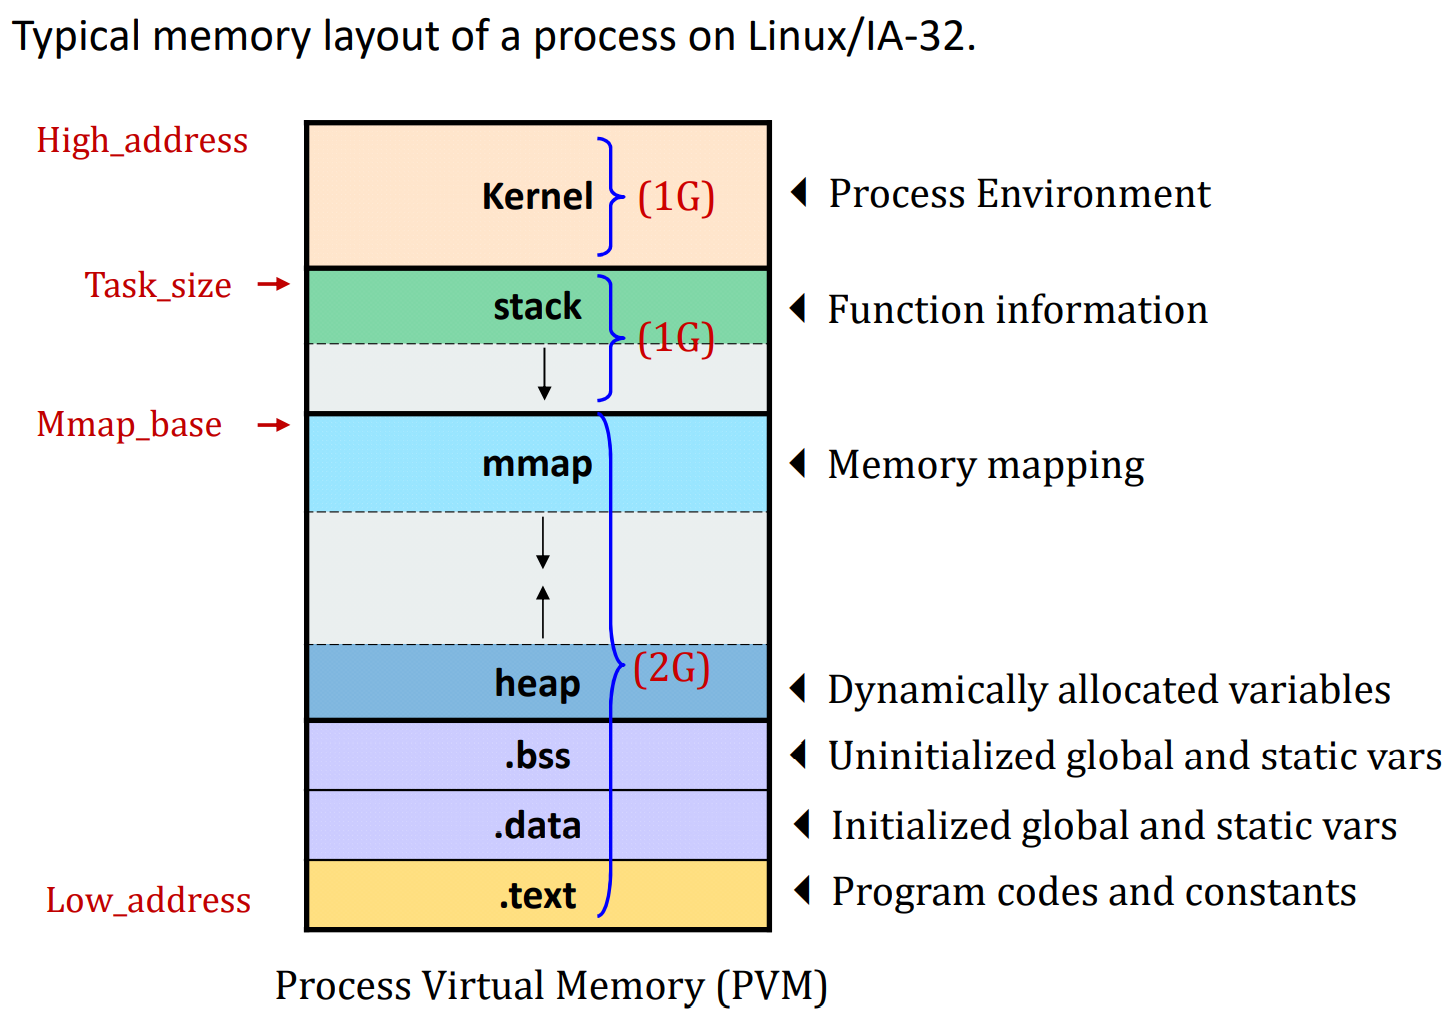 Typical memory layout of a process on Linux/IA-32.
High_address
Kernel (1G) Process Environment
Task_size
stack (1G) Function information
Mmap_base
mmap Memory mapping
heap (2G) Dynamically allocated variables
.bss Uninitialized global and static vars
.data Initialized global and static vars
Low_address .text Program codes and constants
Process Virtual Memory (PVM)